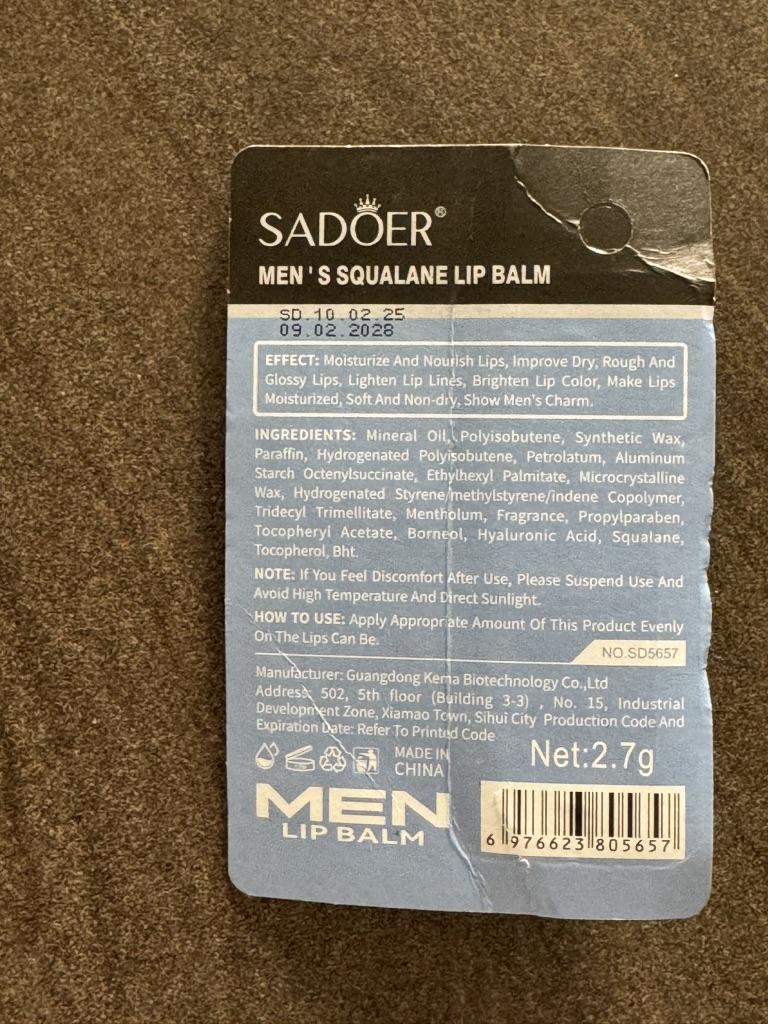 SADOER®
MEN'S SQUALANE LIP BALM
SD.10.02.25
09.02.2028
EFFECT: Moisturize And Nourish Lips, Improve Dry, Rough And
Glossy Lips, Lighten Lip Lines, Brighten Lip Color, Make Lips
Moisturized, Soft And Non-dry, Show Men's Charm.
INGREDIENTS: Mineral Oil, Polyisobutene, Synthetic Wax,
Paraffin, Hydrogenated Polyisobutene, Petrolatum, Aluminum
Starch Octenylsuccinate, Ethylhexyl Palmitate, Microcrystalline
Wax, Hydrogenated Styrene/methylstyrene/indene Copolymer,
Tridecyl Trimellitate, Mentholum, Fragrance, Propylparaben,
Tocopheryl Acetate, Borneol, Hyaluronic Acid, Squalane,
Tocopherol, Bht.
NOTE: If You Feel Discomfort After Use, Please Suspend Use And
Avoid High Temperature And Direct Sunlight.
HOW TO USE: Apply Appropriate Amount Of This Product Evenly
On The Lips Can Be.
NO.SD5657
Manufacturer: Guangdong Kema Biotechnology Co.,Ltd
Address: 502, 5th floor (Building 3-3) , No. 15, Industrial
Development Zone, Xiamao Town, Sihui City Production Code And
Expiration Date: Refer To Printed Code
MADE IN
CHINA
Net:2.7g
MEN
LIP BALM
6 976623 805657